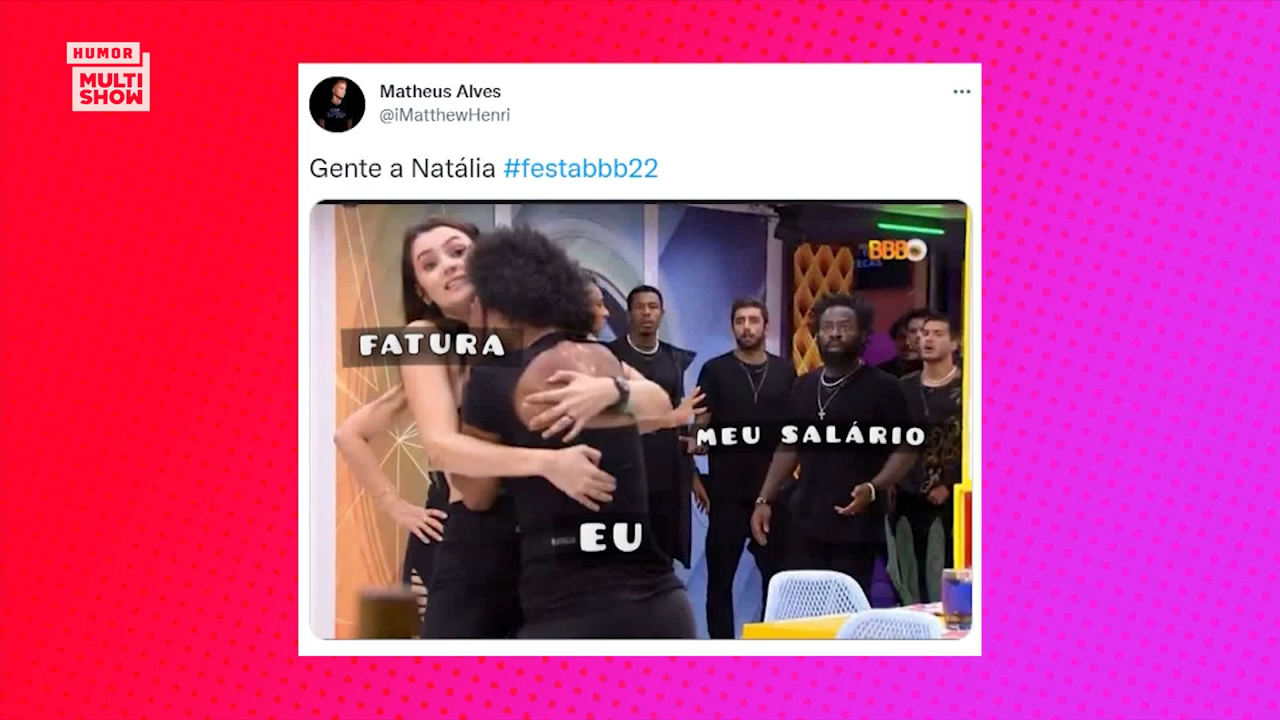 HUMOR
MULTI
SHOW
Matheus Alves
@iMatthewHenri
Gente a Natália #festabbb22
BBB
FATURA
MEU SALÁRIO
EU